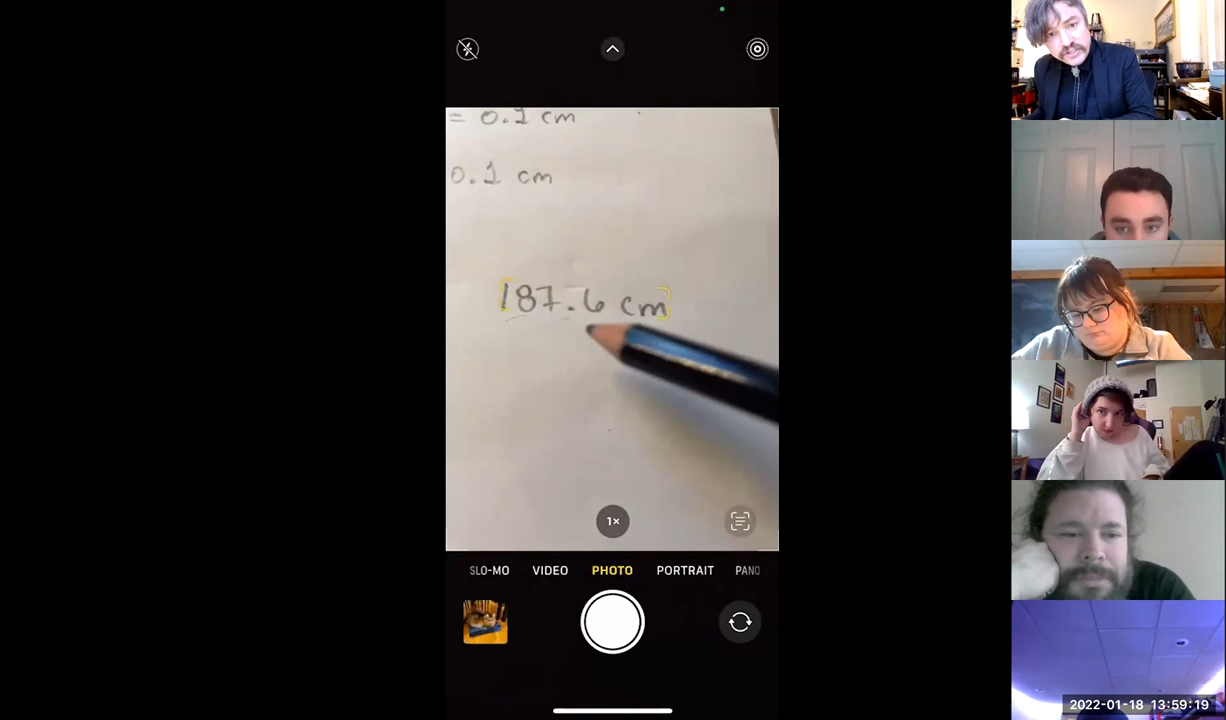 = 0.1 cm
0.1 cm
187.6 cm
1×
SLO-MO VIDEO PHOTO PORTRAIT PANO
2022-01-18 13:59:19